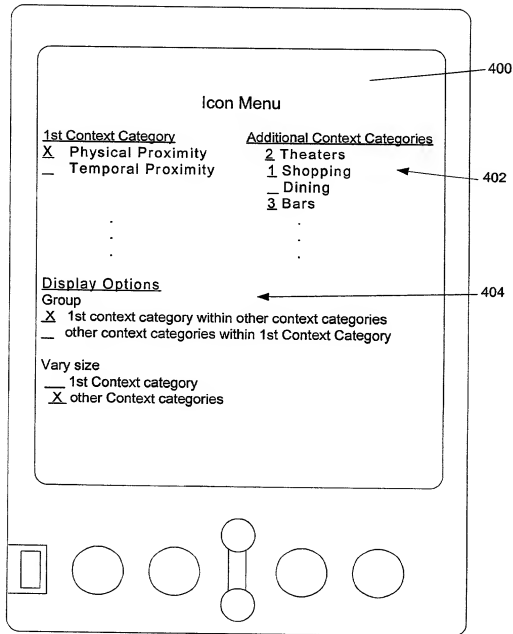 400
Icon Menu
1st Context Category
X Physical Proximity
_ Temporal Proximity
Additional Context Categories
2 Theaters
1 Shopping
_ Dining
3 Bars
402
Display Options
404
Group
X 1st context category within other context categories
_ other context categories within 1st Context Category
Vary size
_ 1st Context category
X other Context categories